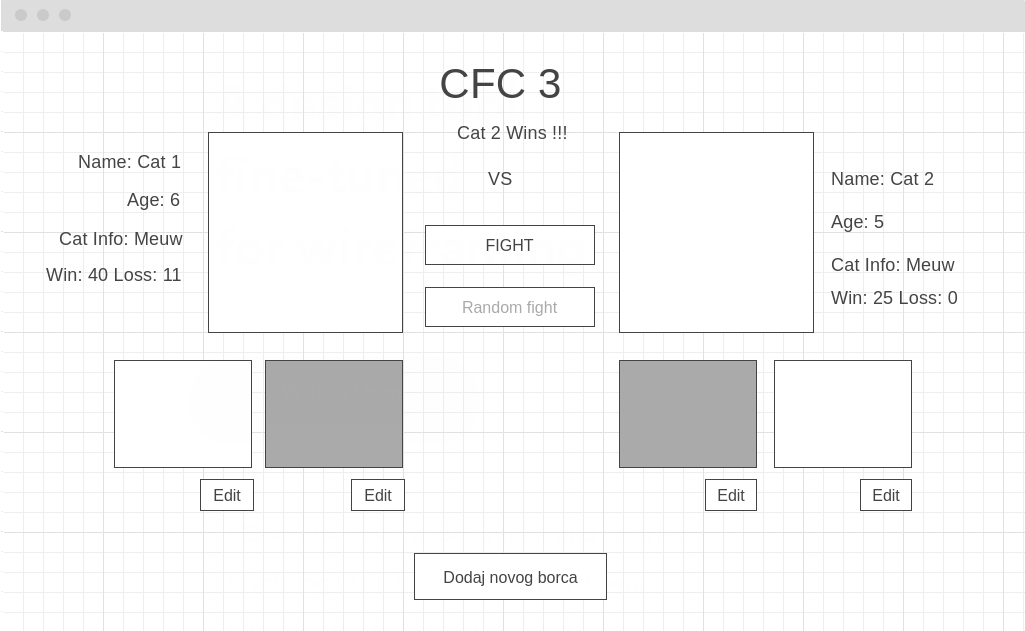 CFC 3
Cat 2 Wins !!!
VS
FIGHT
Random fight
Name: Cat 1
Age: 6
Cat Info: Meuw
Win: 40 Loss: 11
Name: Cat 2
Age: 5
Cat Info: Meuw
Win: 25 Loss: 0
Edit
Edit
Edit
Edit
Dodaj novog borca